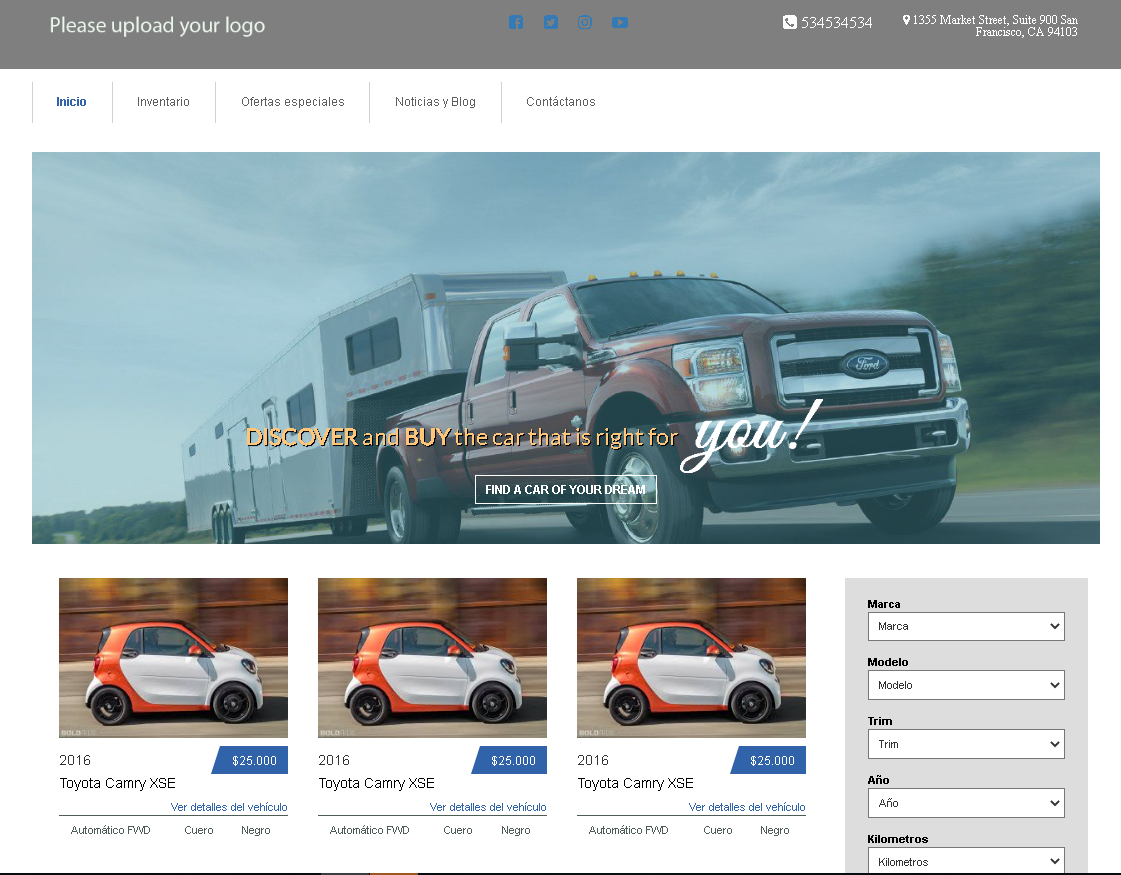 Please upload your logo
534534534
1355 Market Street, Suite 900 San
Francisco, CA 94103
Inicio
Inventario
Ofertas especiales
Noticias y Blog
Contáctanos
Ford
DISCOVER and BUY the car that is right for you!
FIND A CAR OF YOUR DREAM
2016
$25.000
Toyota Camry XSE
Ver detalles del vehículo
Automático FWD Cuero Negro
2016
$25.000
Toyota Camry XSE
Ver detalles del vehículo
Automático FWD Cuero Negro
2016
$25.000
Toyota Camry XSE
Ver detalles del vehículo
Automático FWD Cuero Negro
Marca
Marca
Modelo
Modelo
Trim
Trim
Año
Año
Kilometros
Kilometros